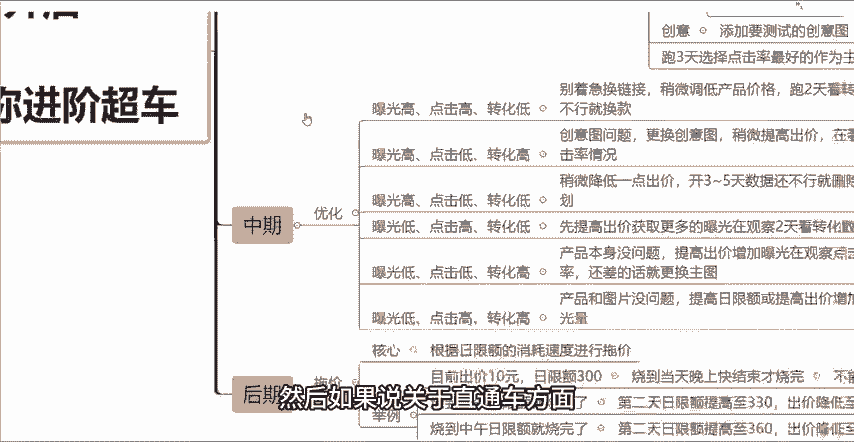 你进阶超车
创意
添加要测试的创意图
跑3天选择点击率最好的作为主
曝光高、点击高、转化低
别着急换链接，稍微调低产品价格，跑2天看转
不行就换款
曝光高、点击低、转化高
创意图问题，更换创意图，稍微提高出价，在看
击率情况
曝光高、点击低、转化低
稍微降低一点出价，开3~5天数据还不行就删除
划
中期
优化
曝光低、点击高、转化低
先提高出价获取更多的曝光在观察2天看转化数
曝光低、点击低、转化高
产品本身没问题，提高出价增加曝光在观察点击
率，还差的话就更换主图
曝光低、点击高，转化高
产品和图片没问题，提高日限额或提高出价增加
光量
核心
根据日限额的消耗速度进行拖价
后期
拖价
目前出价10元，日限额300
烧到当天晚上快结束才烧完
不
举例
了
第二天日限额提高至330，出价降低至
烧到中午日限额就烧完了
第二天日限额提高至360，出价降低至
然后如果说关于直通车方面